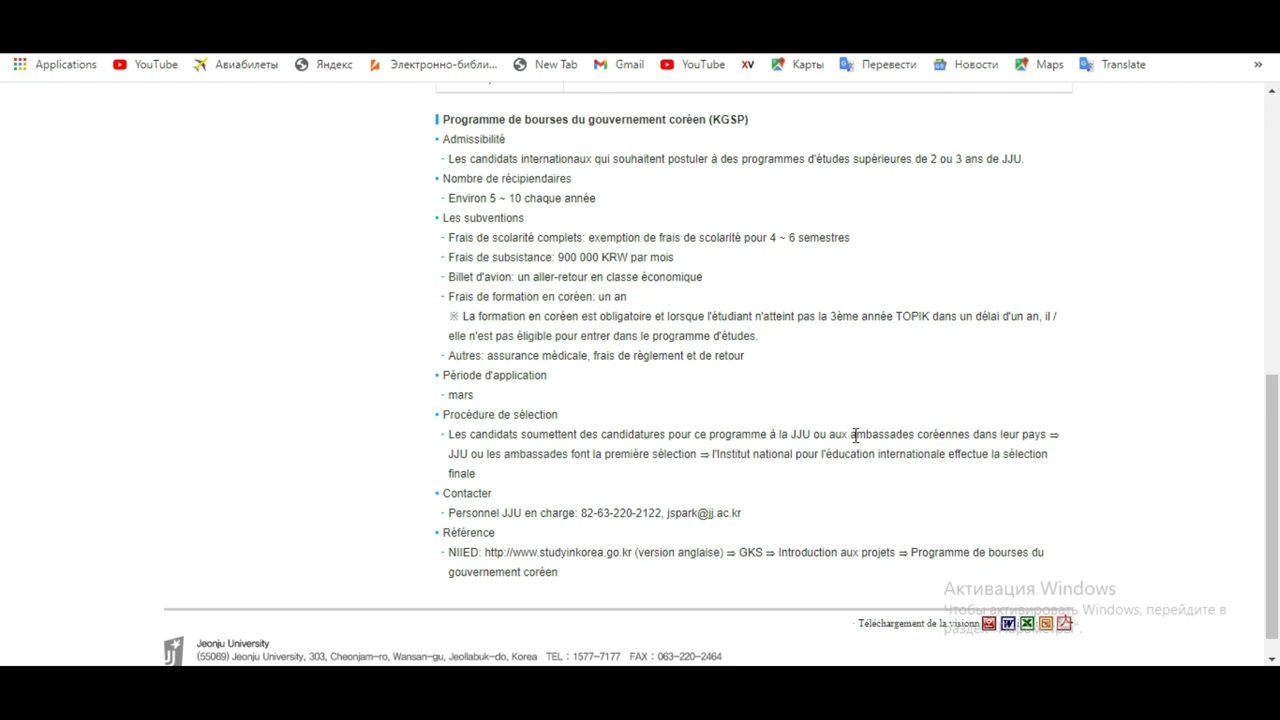 Applications YouTube Авиабилеты Яндекс Электронно-библи... New Tab Gmail YouTube XV Карты Перевести Новости Maps Translate »
Programme de bourses du gouvernement coréen (KGSP)
• Admissibilité
- Les candidats internationaux qui souhaitent postuler à des programmes d'études supérieures de 2 ou 3 ans de JJU.
• Nombre de récipiendaires
- Environ 5 ~ 10 chaque année
• Les subventions
- Frais de scolarité complets: exemption de frais de scolarité pour 4 ~ 6 semestres
- Frais de subsistance: 900 000 KRW par mois
- Billet d'avion: un aller-retour en classe économique
- Frais de formation en coréen: un an
※ La formation en coréen est obligatoire et lorsque l'étudiant n'atteint pas la 3ème année TOPIK dans un délai d'un an, il /
elle n'est pas éligible pour entrer dans le programme d'études.
- Autres: assurance médicale, frais de règlement et de retour
• Période d'application
- mars
• Procédure de sélection
- Les candidats soumettent des candidatures pour ce programme à la JJU ou aux ambassades coréennes dans leur pays ⇒
JJU ou les ambassades font la première sélection ⇒ l'Institut national pour l'éducation internationale effectue la sélection
finale
• Contacter
- Personnel JJU en charge: 82-63-220-2122, jspark@jj.ac.kr
• Référence
- NIIED: http://www.studyinkorea.go.kr (version anglaise) ⇒ GKS ⇒ Introduction aux projets ⇒ Programme de bourses du
gouvernement coréen
Активация Windows
Чтобы активировать Windows, перейдите в
раздел "Параметры".
· Téléchargement de la visionn
Jeonju University
(55069) Jeonju University, 303, Cheonjam-ro, Wansan-gu, Jeollabuk-do, Korea TEL : 1577-7177 FAX : 063-220-2464